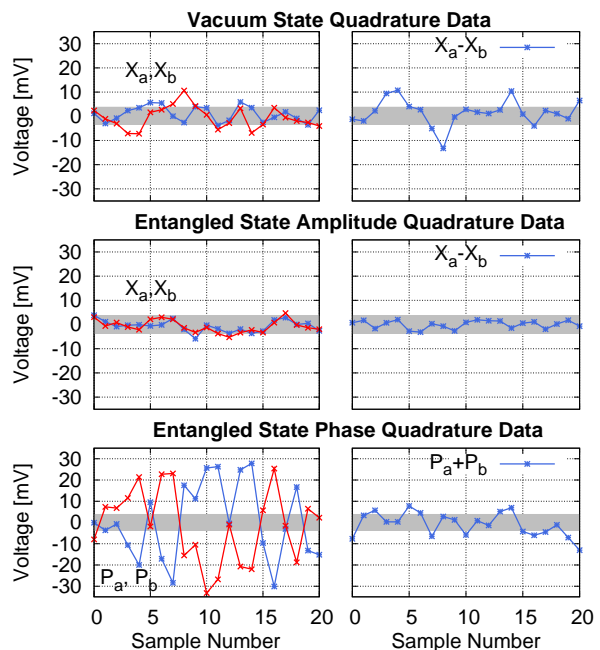 Vacuum State Quadrature Data
30
20
10
0
-10
-20
-30
Voltage [mV]
X_a,X_b
X_a-X_b
Entangled State Amplitude Quadrature Data
30
20
10
0
-10
-20
-30
Voltage [mV]
X_a,X_b
X_a-X_b
Entangled State Phase Quadrature Data
30
20
10
0
-10
-20
-30
Voltage [mV]
P_a, P_b
P_a+P_b
0 5 10 15 20
0 5 10 15 20
Sample Number
Sample Number